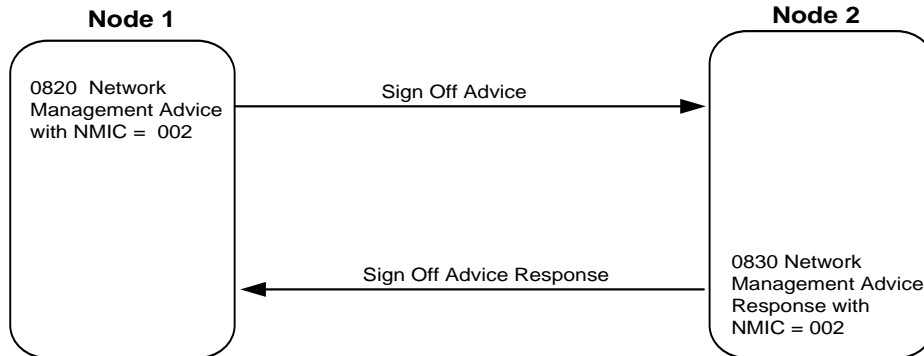 Node 1
Node 2
0820 Network
Management Advice
with NMIC = 002
Sign Off Advice
Sign Off Advice Response
0830 Network
Management Advice
Response with
NMIC = 002